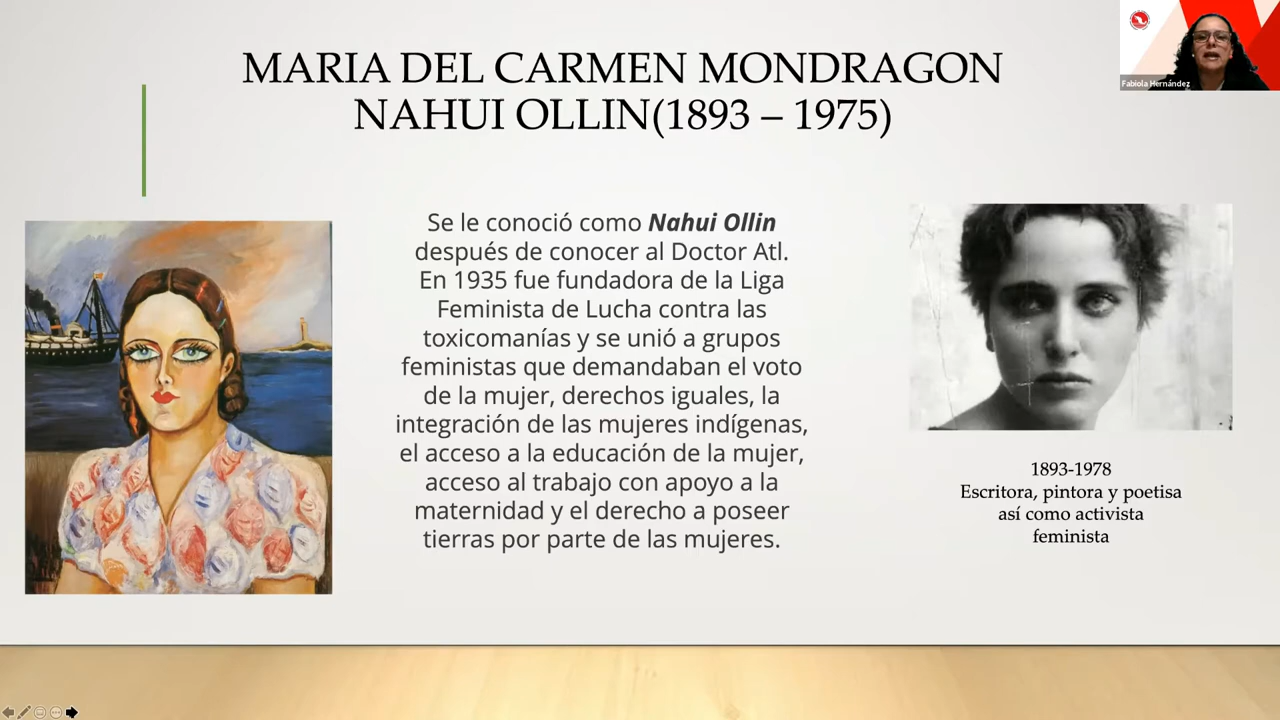 MARIA DEL CARMEN MONDRAGON
NAHUI OLLIN(1893 – 1975)
Fabiola Hernández
Se le conoció como Nahui Ollin
después de conocer al Doctor Atl.
En 1935 fue fundadora de la Liga
Feminista de Lucha contra las
toxicomanías y se unió a grupos
feministas que demandaban el voto
de la mujer, derechos iguales, la
integración de las mujeres indígenas,
el acceso a la educación de la mujer,
acceso al trabajo con apoyo a la
maternidad y el derecho a poseer
tierras por parte de las mujeres.
1893-1978
Escritora, pintora y poetisa
así como activista
feminista